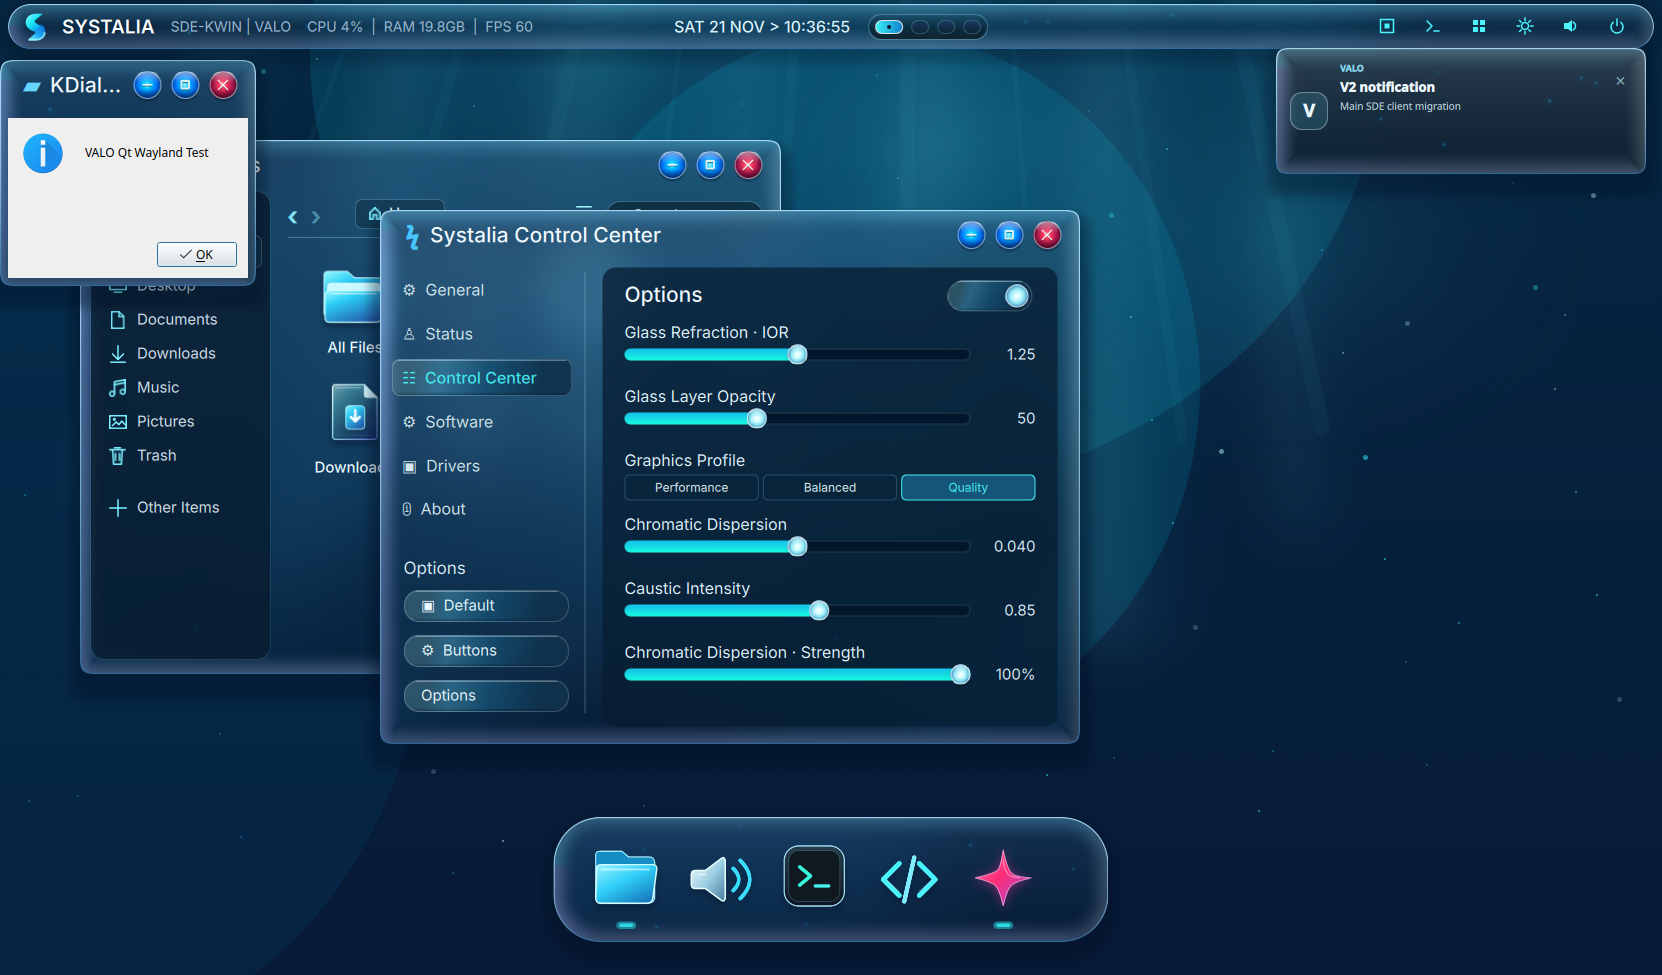 SYSTALIA SDE-KWIN | VALO CPU 4% | RAM 19.8GB | FPS 60 SAT 21 NOV > 10:36:55
KDial...
VALO Qt Wayland Test
OK
VALO
V2 notification
Main SDE client migration
V
Desktop
Documents
Downloads
Music
Pictures
Trash
Other Items
All Files
Systalia Control Center
General
Status
Control Center
Software
Drivers
About
Options
Default
Buttons
Options
Options
Glass Refraction · IOR
1.25
Glass Layer Opacity
50
Graphics Profile
Performance Balanced Quality
Chromatic Dispersion
0.040
Caustic Intensity
0.85
Chromatic Dispersion · Strength
100%